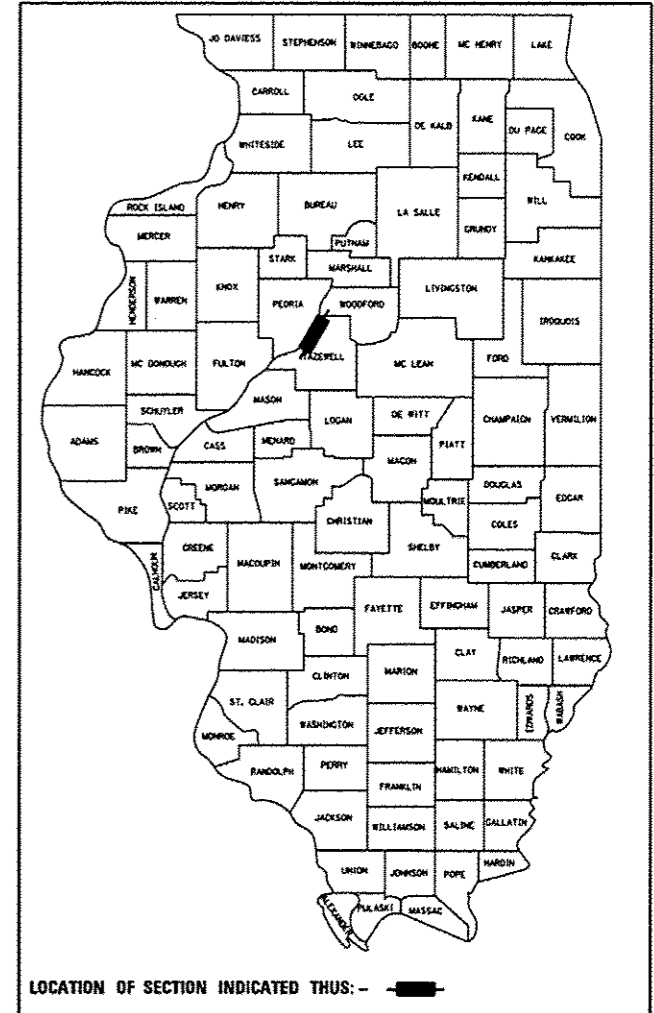 JO DAVIESS STEPHENSON WINNEBAGO BOONE MC HENRY LAKE
CARROLL OGLE DE KALB KANE DU PAGE COOK
WHITESIDE LEE KENDALL WILL
ROCK ISLAND HENRY BUREAU LA SALLE GRUNDY
MERCER PUTNAM KANKAKEE
STARK MARSHALL
HENDERSON WARREN KNOX PEORIA WOODFORD LIVINGSTON IROQUOIS
HANCOCK MC DONOUGH FULTON TAZEWELL MC LEAN FORD
SCHUYLER MASON LOGAN DE WITT CHAMPAIGN VERMILION
ADAMS BROWN CASS MENARD MACON PIATT
PIKE SCOTT MORGAN SANGAMON MOULTRIE DOUGLAS EDGAR
CHRISTIAN COLES
CALHOUN GREENE MACOUPIN MONTGOMERY SHELBY CUMBERLAND CLARK
JERSEY FAYETTE EFFINGHAM JASPER CRAWFORD
MADISON BOND CLAY RICHLAND LAWRENCE
CLINTON MARION
ST. CLAIR WASHINGTON JEFFERSON WAYNE EDWARDS WABASH
MONROE
RANDOLPH PERRY FRANKLIN HAMILTON WHITE
JACKSON WILLIAMSON SALINE GALLATIN
UNION JOHNSON POPE HARDIN
ALEXANDER PULASKI MASSAC
LOCATION OF SECTION INDICATED THUS: -